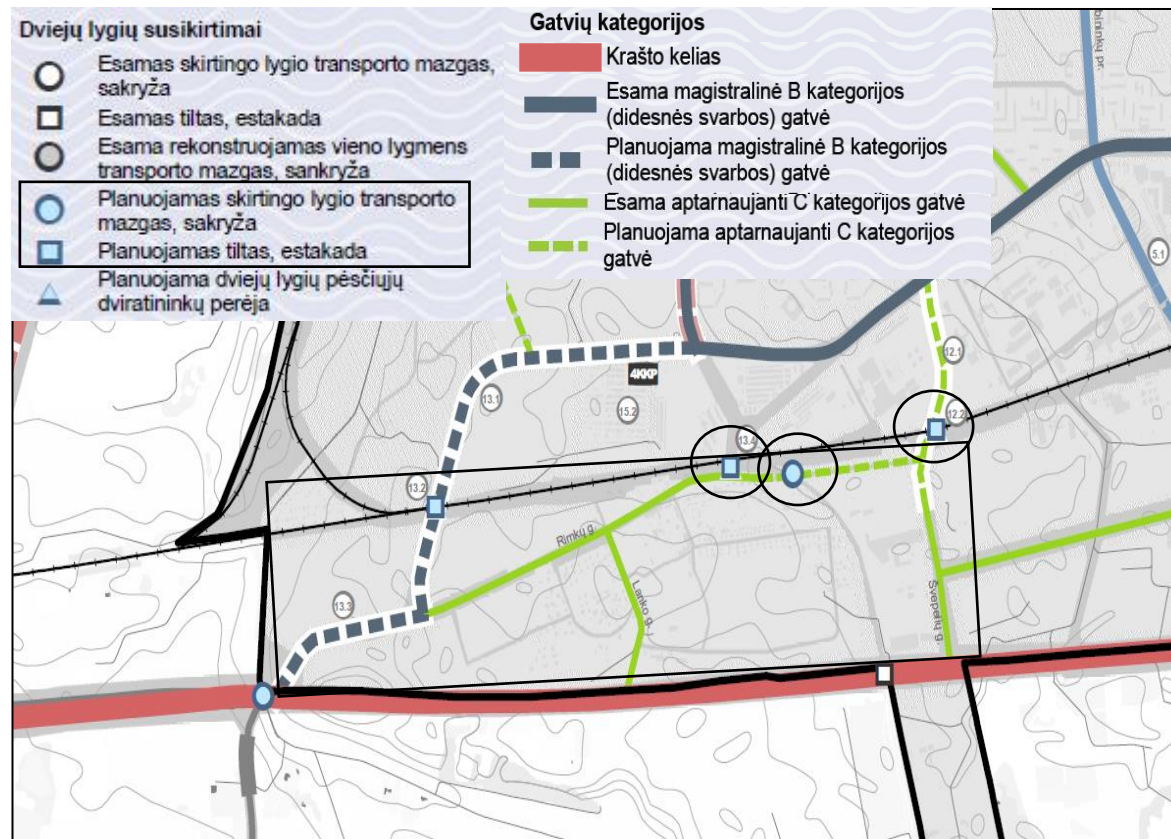 Dviejų lygių susikirtimai
Esamas skirtingo lygio transporto mazgas,
sakryža
Esamas tiltas, estakada
Esama rekonstruojamas vieno lygmens
transporto mazgas, sankryža
Planuojamas skirtingo lygio transporto
mazgas, sakryža
Planuojamas tiltas, estakada
Planuojama dviejų lygių pėsčiųjų
dviratininkų perėja
Gatvių kategorijos
Krašto kelias
Esama magistralinė B kategorijos
(didesnės svarbos) gatvė
Planuojama magistralinė B kategorijos
(didesnės svarbos) gatvė
Esama aptarnaujanti C kategorijos gatvė
Planuojama aptarnaujanti C kategorijos
gatvė
bininkų pr.
5.1
12.1
4KKP
13.1
15.2
12.2
13.4
13.2
Rimkų g.
13.3
Lanko g.
Švepelių g.